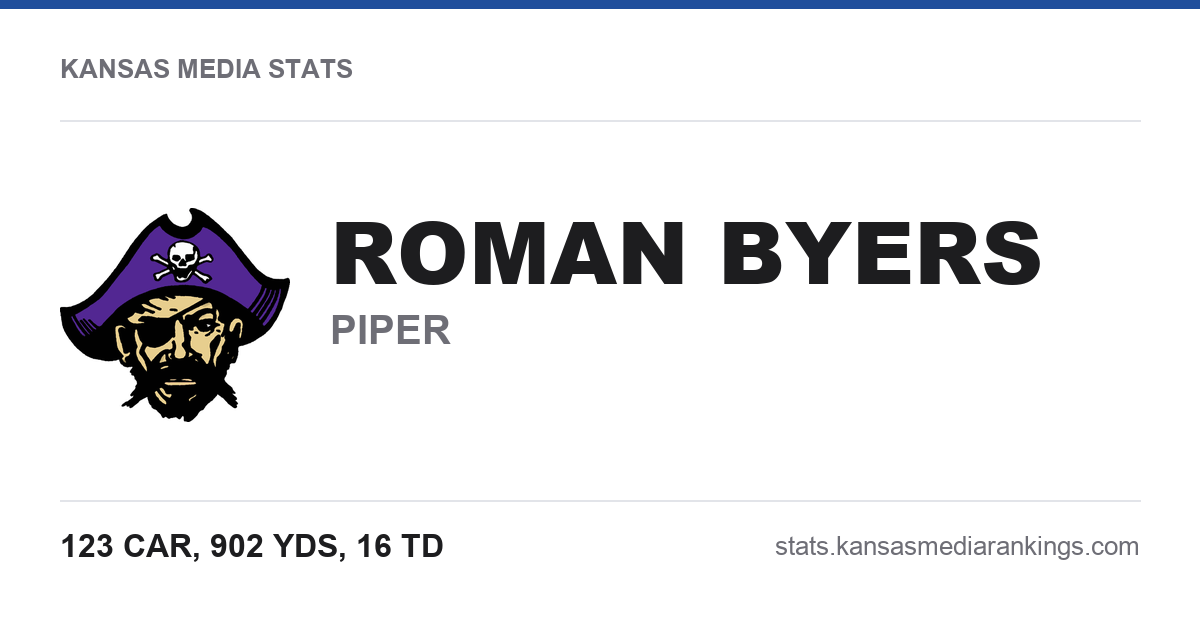 KANSAS MEDIA STATS
ROMAN BYERS
PIPER
123 CAR, 902 YDS, 16 TD
stats.kansasmediarankings.com